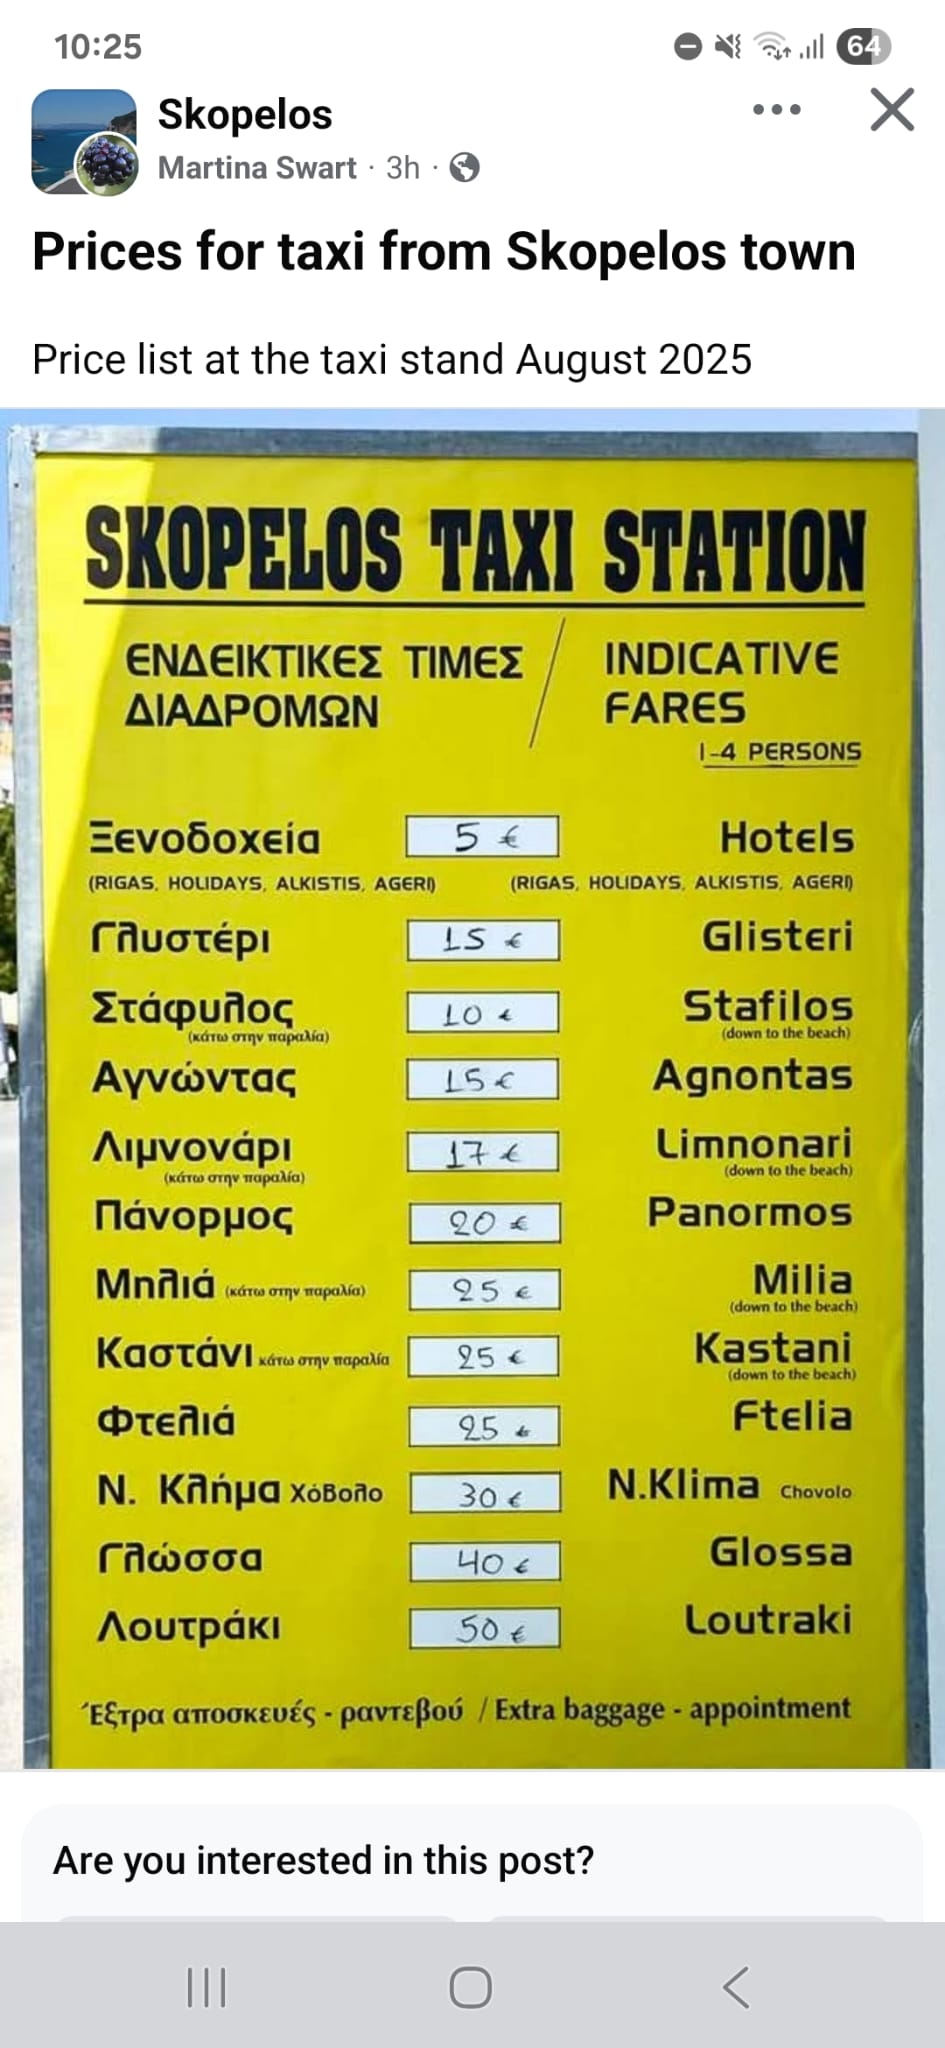 10:25
64
Skopelos
Martina Swart · 3h ·
Prices for taxi from Skopelos town
Price list at the taxi stand August 2025
SKOPELOS TAXI STATION
ΕΝΔΕΙΚΤΙΚΕΣ ΤΙΜΕΣ / INDICATIVE
ΔΙΑΔΡΟΜΩΝ FARES
1-4 PERSONS
Ξενοδοχεία 5 € Hotels
(RIGAS, HOLIDAYS, ALKISTIS, AGERI) (RIGAS, HOLIDAYS, ALKISTIS, AGERI)
Γλυστέρι 15 € Glisteri
Στάφυλος 10 € Stafilos
(κάτω στην παραλία) (down to the beach)
Αγνώντας 15 € Agnontas
Λιμνονάρι 17 € Limnonari
(κάτω στην παραλία) (down to the beach)
Πάνορμος 20 € Panormos
Μηλιά (κάτω στην παραλία) 25 € Milia
(down to the beach)
Καστάνι κάτω στην παραλία 25 € Kastani
(down to the beach)
Φτελιά 25 € Ftelia
Ν. Κλήμα Χόβολο 30 € N.Klima Chovolo
Γλώσσα 40 € Glossa
Λουτράκι 50 € Loutraki
Έξτρα αποσκευές - ραντεβού / Extra baggage - appointment
Are you interested in this post?